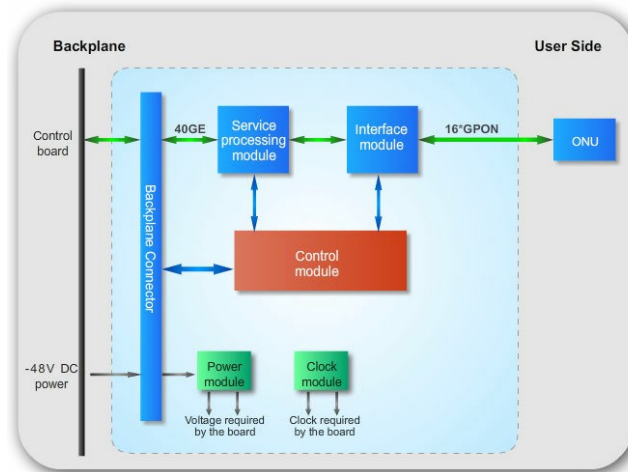 Backplane
User Side
Control
board
40GE
Service
processing
module
Interface
module
16*GPON
ONU
Backplane Connector
Control
module
-48V DC
power
Power
module
Clock
module
Voltage required
by the board
Clock required
by the board